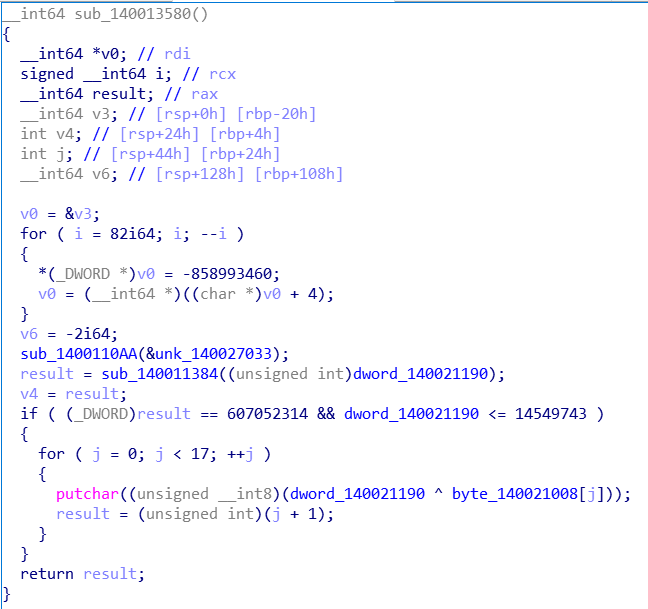 __int64 sub_140013580()
{
  __int64 *v0; // rdi
  signed __int64 i; // rcx
  __int64 result; // rax
  __int64 v3; // [rsp+0h] [rbp-20h]
  int v4; // [rsp+24h] [rbp+4h]
  int j; // [rsp+44h] [rbp+24h]
  __int64 v6; // [rsp+128h] [rbp+108h]

  v0 = &v3;
  for ( i = 82i64; i; --i )
  {
    *(_DWORD *)v0 = -858993460;
    v0 = (__int64 *)((char *)v0 + 4);
  }
  v6 = -2i64;
  sub_1400110AA(&unk_140027033);
  result = sub_140011384((unsigned int)dword_140021190);
  v4 = result;
  if ( (_DWORD)result == 607052314 && dword_140021190 <= 14549743 )
  {
    for ( j = 0; j < 17; ++j )
    {
      putchar((unsigned __int8)(dword_140021190 ^ byte_140021008[j]));
      result = (unsigned int)(j + 1);
    }
  }
  return result;
}